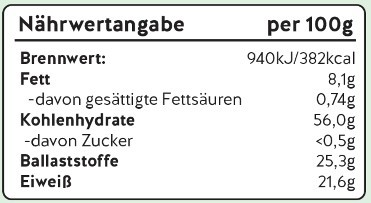 Nährwertangabe per 100g
Brennwert: 940kJ/382kcal
Fett 8,1g
-davon gesättigte Fettsäuren 0,74g
Kohlenhydrate 56,0g
-davon Zucker <0,5g
Ballaststoffe 25,3g
Eiweiß 21,6g